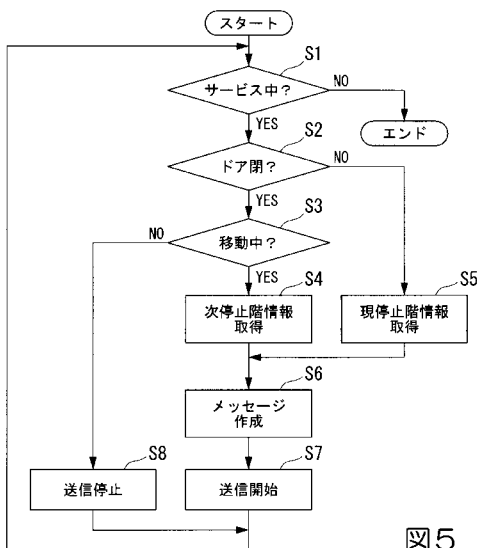 スタート
S1
サービス中?
NO
YES
エンド
S2
ドア閉?
NO
YES
S3
移動中?
NO
YES
S4
次停止階情報
取得
S5
現停止階情報
取得
S6
メッセージ
作成
S7
送信開始
S8
送信停止
図5